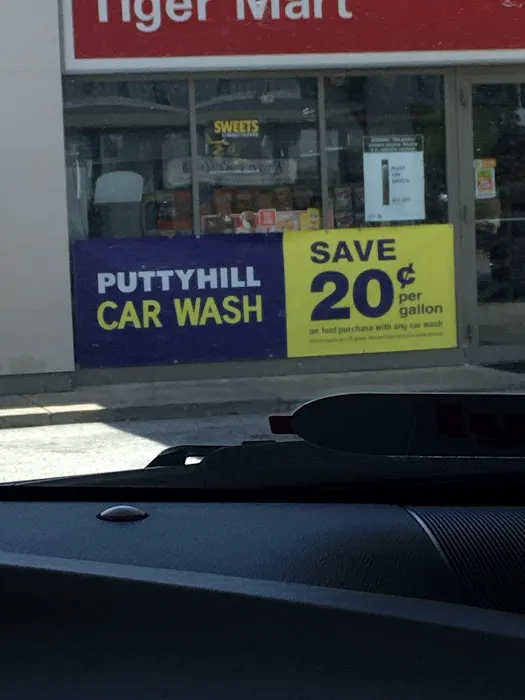 Tiger Mart
SWEETS
PUTTYHILL
CAR WASH
SAVE
20¢
per
gallon
on fuel purchase with any car wash